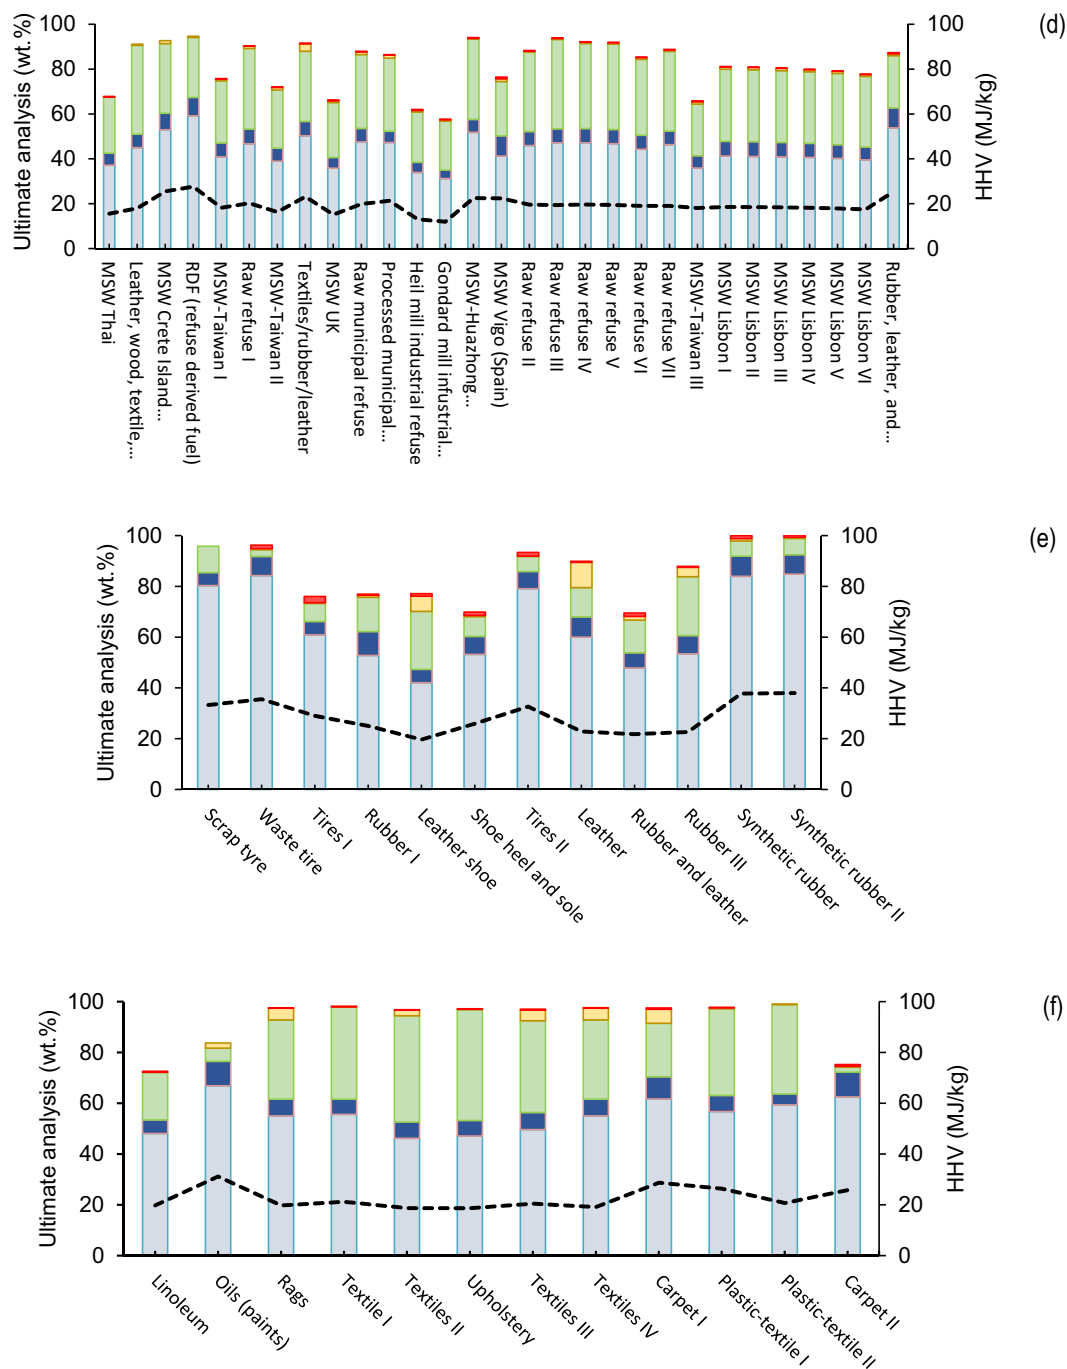 (d)
Ultimate analysis (wt.%)
100
80
60
40
20
0
100
80
60
40
20
0
HHV (MJ/kg)
MSW Thai
Leather, wood, textile,...
MSW Crete Island...
RDF (refuse derived fuel)
MSW-Taiwan I
Raw refuse I
MSW-Taiwan II
Textiles/rubber/leather
MSW UK
Raw municipal refuse
Processed municipal...
Heil mill industrial refuse
Gondard mill infustrial...
MSW-Huazhong...
MSW Vigo (Spain)
Raw refuse II
Raw refuse III
Raw refuse IV
Raw refuse V
Raw refuse VI
Raw refuse VII
MSW-Taiwan III
MSW Lisbon I
MSW Lisbon II
MSW Lisbon III
MSW Lisbon IV
MSW Lisbon V
MSW Lisbon VI
Rubber, leather, and...
(e)
Ultimate analysis (wt.%)
100
80
60
40
20
0
100
80
60
40
20
0
HHV (MJ/kg)
Scrap tyre
Waste tire
Tires I
Rubber I
Leather shoe
Shoe heel and sole
Tires II
Leather
Rubber and leather
Rubber III
Synthetic rubber
Synthetic rubber II
(f)
Ultimate analysis (wt.%)
100
80
60
40
20
0
100
80
60
40
20
0
HHV (MJ/kg)
Linoleum
Oils (paints)
Rags
Textile I
Textiles II
Upholstery
Textiles III
Textiles IV
Carpet I
Plastic-textile I
Plastic-textile II
Carpet II